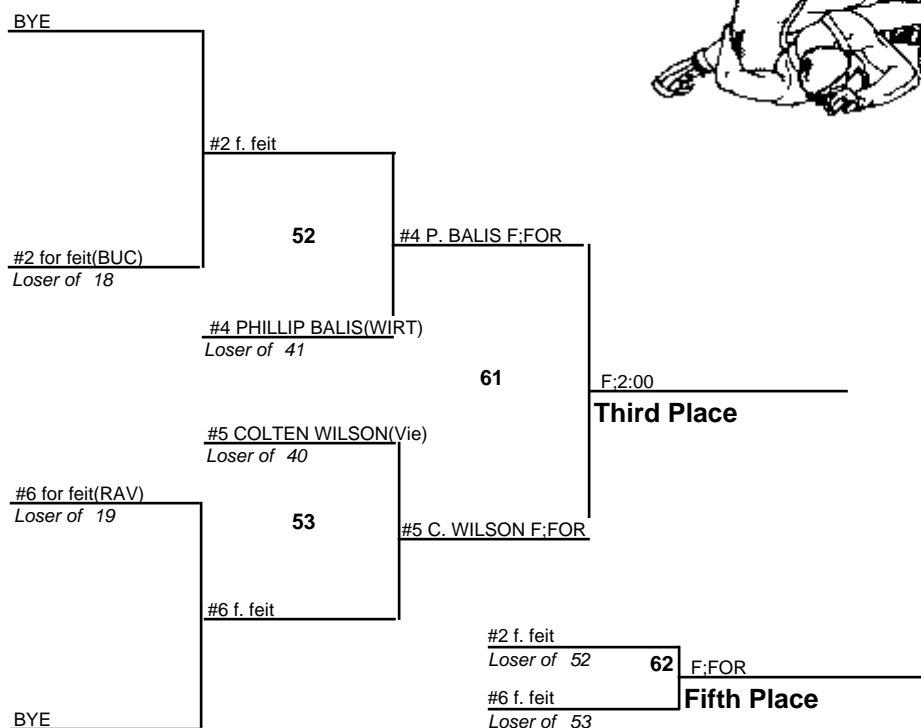 BYE
#2 f. feit
52
#4 P. BALIS F;FOR
#2 for feit(BUC)
Loser of 18
#4 PHILLIP BALIS(WIRT)
Loser of 41
61
F;2:00
Third Place
#5 COLTEN WILSON(Vie)
Loser of 40
#6 for feit(RAV)
Loser of 19
53
#5 C. WILSON F;FOR
#6 f. feit
#2 f. feit
Loser of 52
62
F;FOR
Fifth Place
#6 f. feit
Loser of 53
BYE